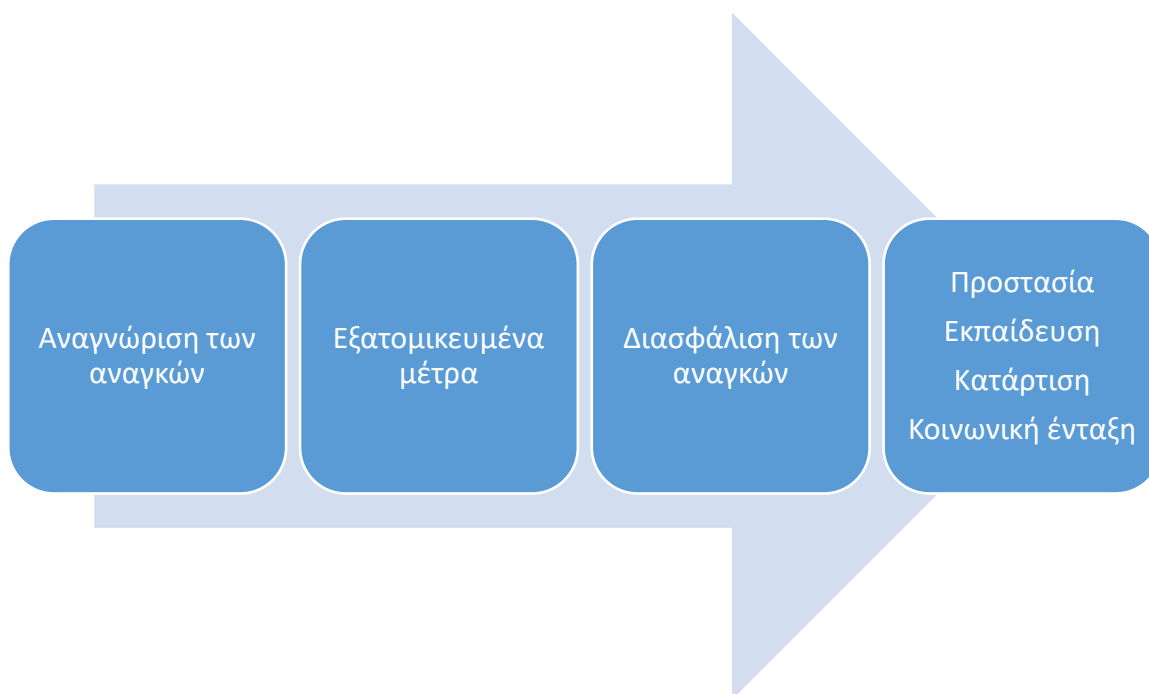 Αναγνώριση των
αναγκών
Εξατομικευμένα
μέτρα
Διασφάλιση των
αναγκών
Προστασία
Εκπαίδευση
Κατάρτιση
Κοινωνική ένταξη